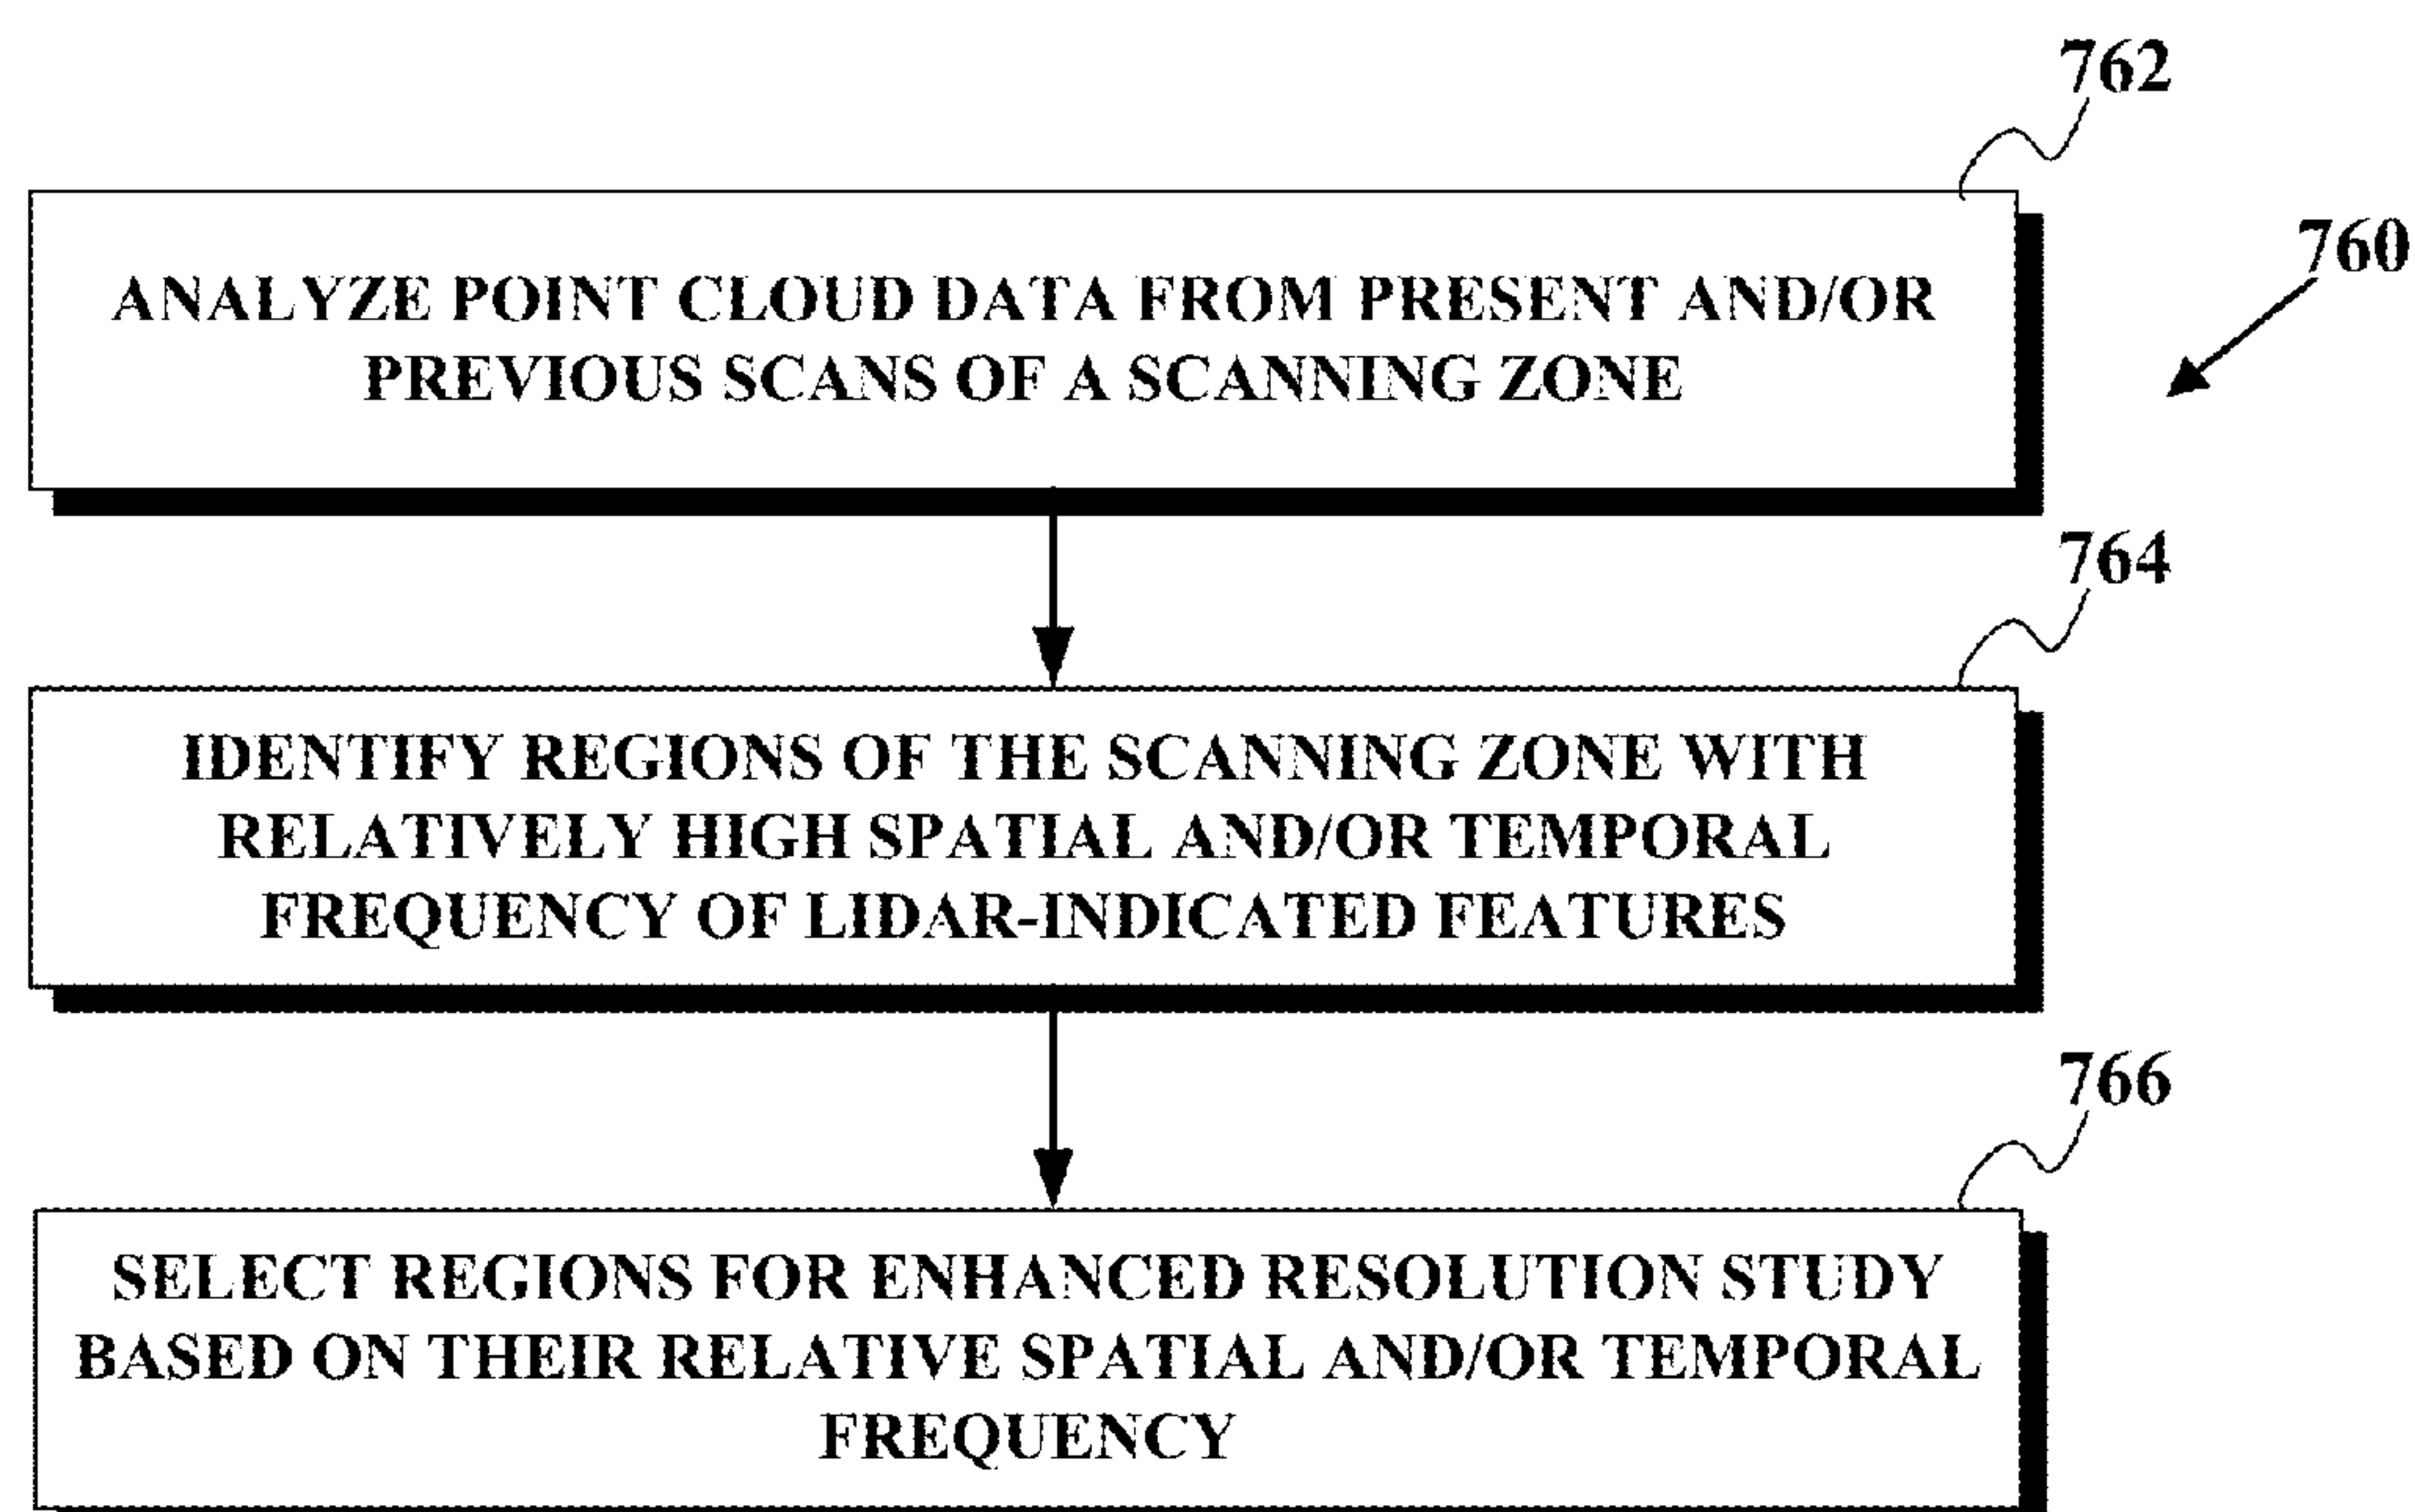 762
760
ANALYZE POINT CLOUD DATA FROM PRESENT AND/OR
PREVIOUS SCANS OF A SCANNING ZONE
764
IDENTIFY REGIONS OF THE SCANNING ZONE WITH
RELATIVELY HIGH SPATIAL AND/OR TEMPORAL
FREQUENCY OF LIDAR-INDICATED FEATURES
766
SELECT REGIONS FOR ENHANCED RESOLUTION STUDY
BASED ON THEIR RELATIVE SPATIAL AND/OR TEMPORAL
FREQUENCY